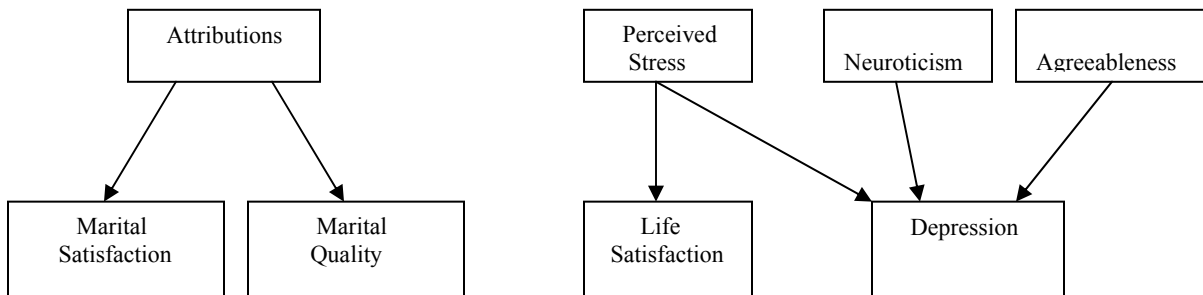 Attributions
Perceived
Stress
Neuroticism
Agreeableness
Marital
Satisfaction
Marital
Quality
Life
Satisfaction
Depression